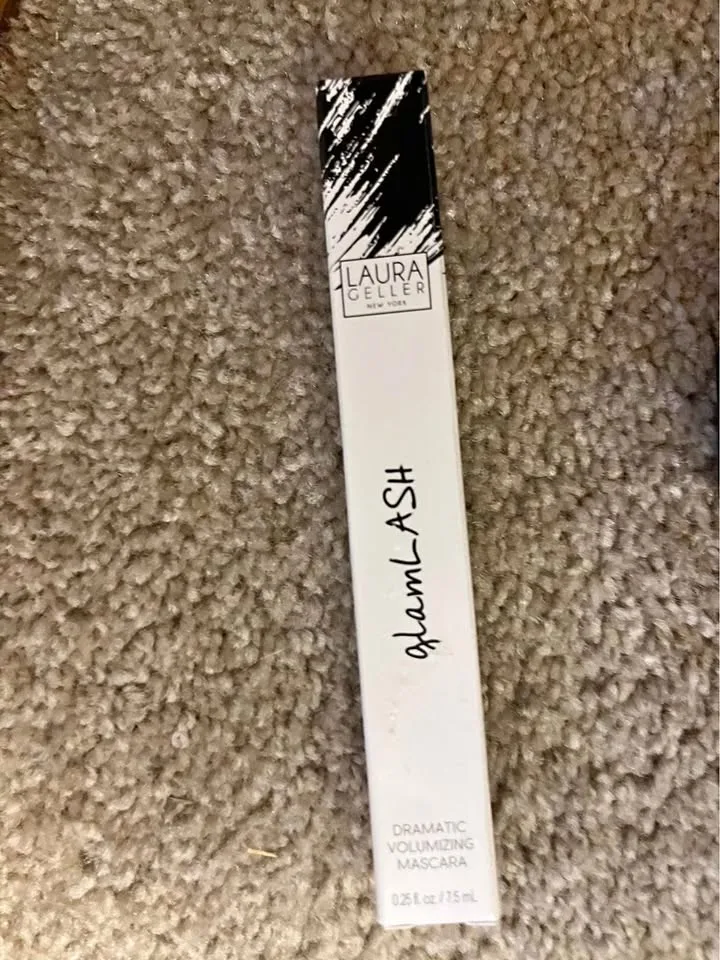 LAURA
GELLER
NEW YORK
glamLASH
DRAMATIC
VOLUMIZING
MASCARA
0.25 fl. oz. / 7.5 mL